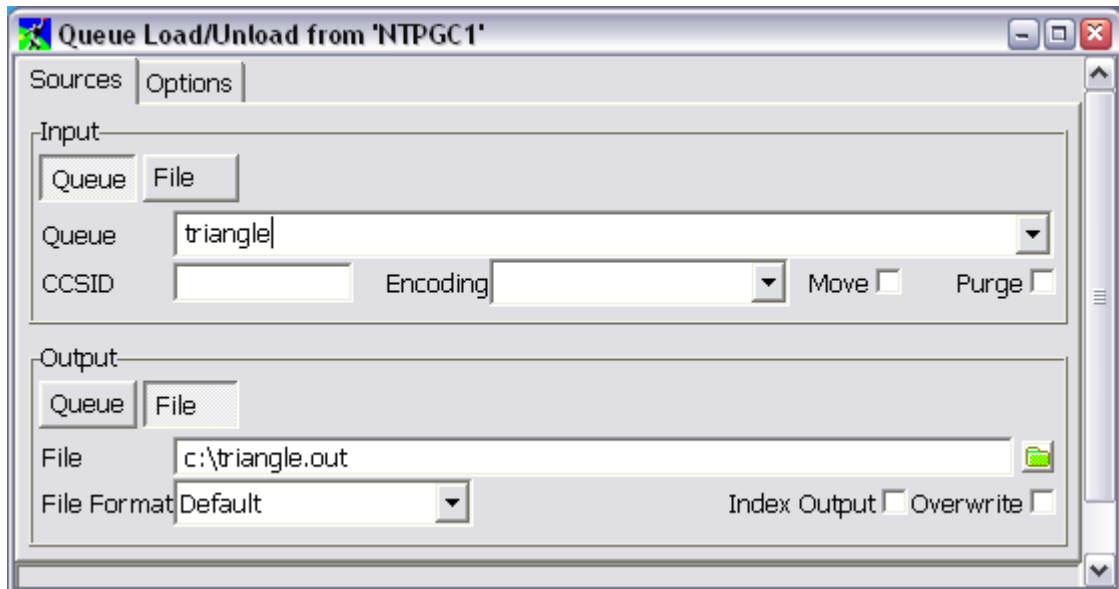 Queue Load/Unload from 'NTPGC1'
Sources Options
Input
Queue File
Queue triangle
CCSID Encoding Move Purge
Output
Queue File
File c:\triangle.out
File Format Default Index Output Overwrite